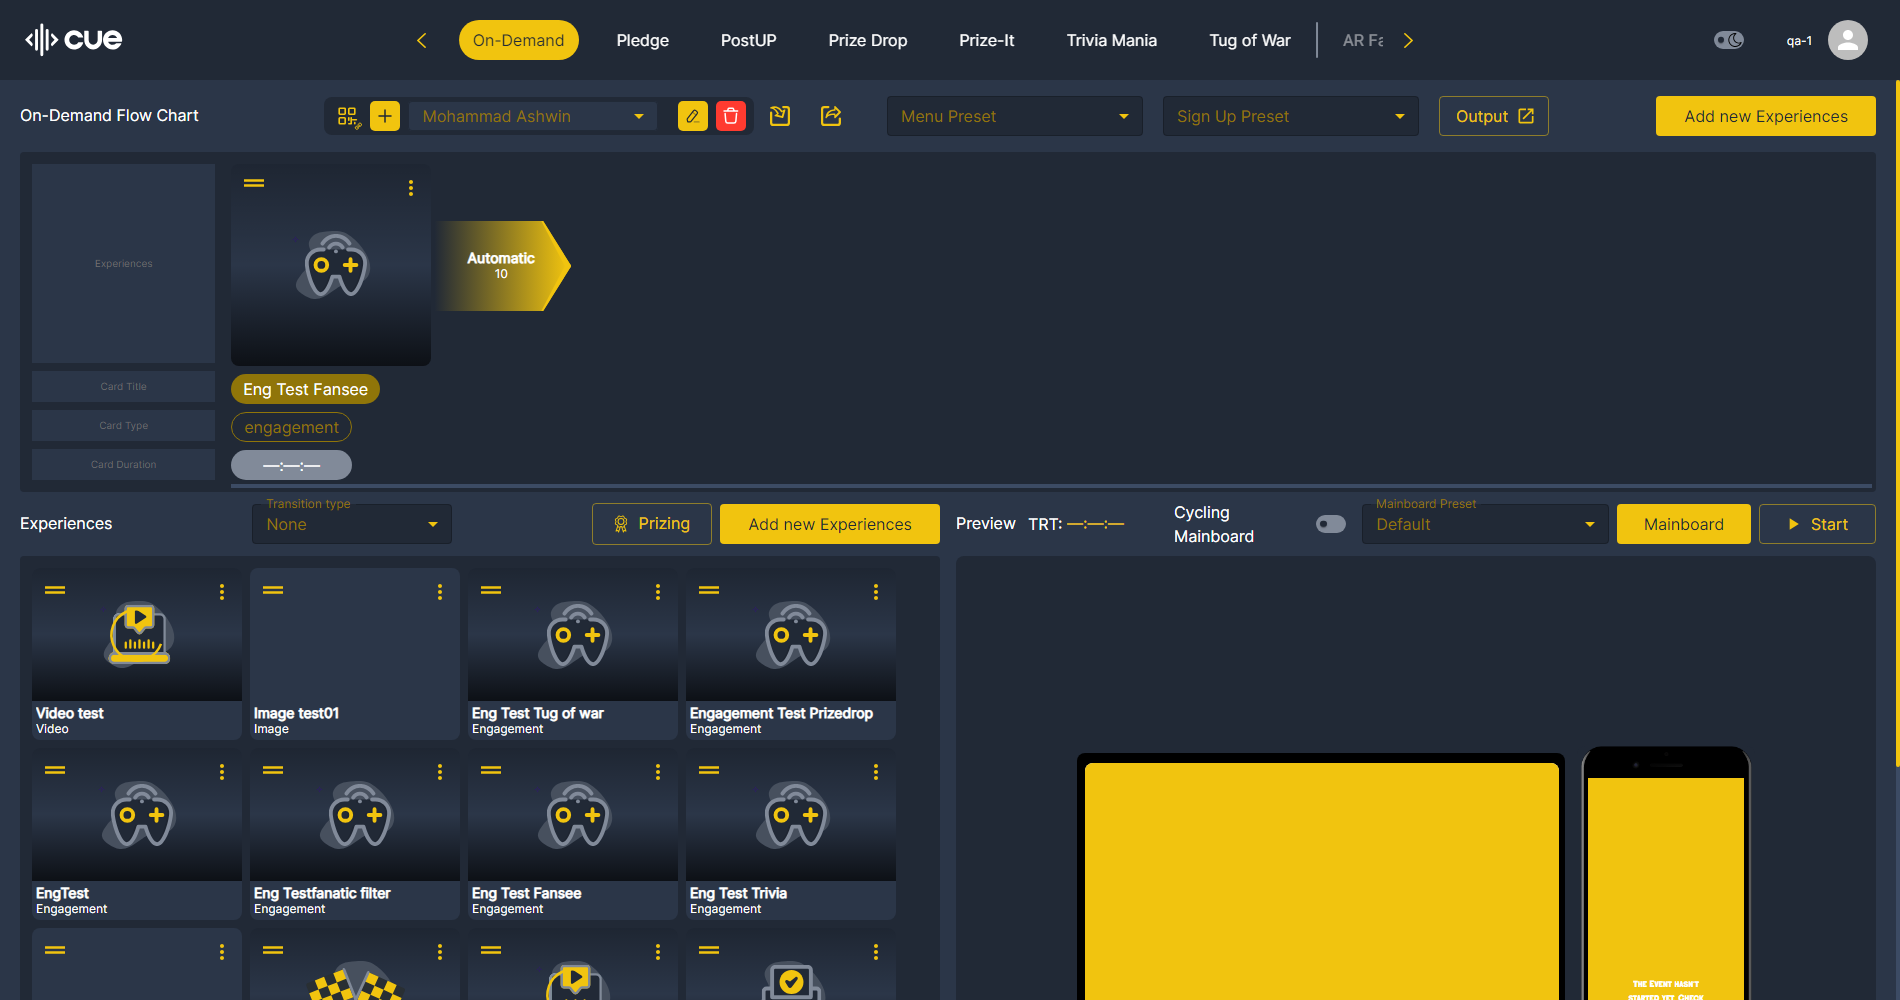 cue
On-Demand
Pledge
PostUP
Prize Drop
Prize-It
Trivia Mania
Tug of War
AR Fa
qa-1
On-Demand Flow Chart
Mohammad Ashwin
Menu Preset
Sign Up Preset
Output
Add new Experiences
Experiences
Automatic
10
Card Title
Eng Test Fansee
Card Type
engagement
Card Duration
—:—:—
Experiences
Transition type
None
Prizing
Add new Experiences
Preview
TRT: —:—:—
Cycling
Mainboard
Mainboard Preset
Default
Mainboard
Start
Video test
Video
Image test01
Image
Eng Test Tug of war
Engagement
Engagement Test Prizedrop
Engagement
EngTest
Engagement
Eng Testfanatic filter
Engagement
Eng Test Fansee
Engagement
Eng Test Trivia
Engagement
The Event hasn't
started yet. Check